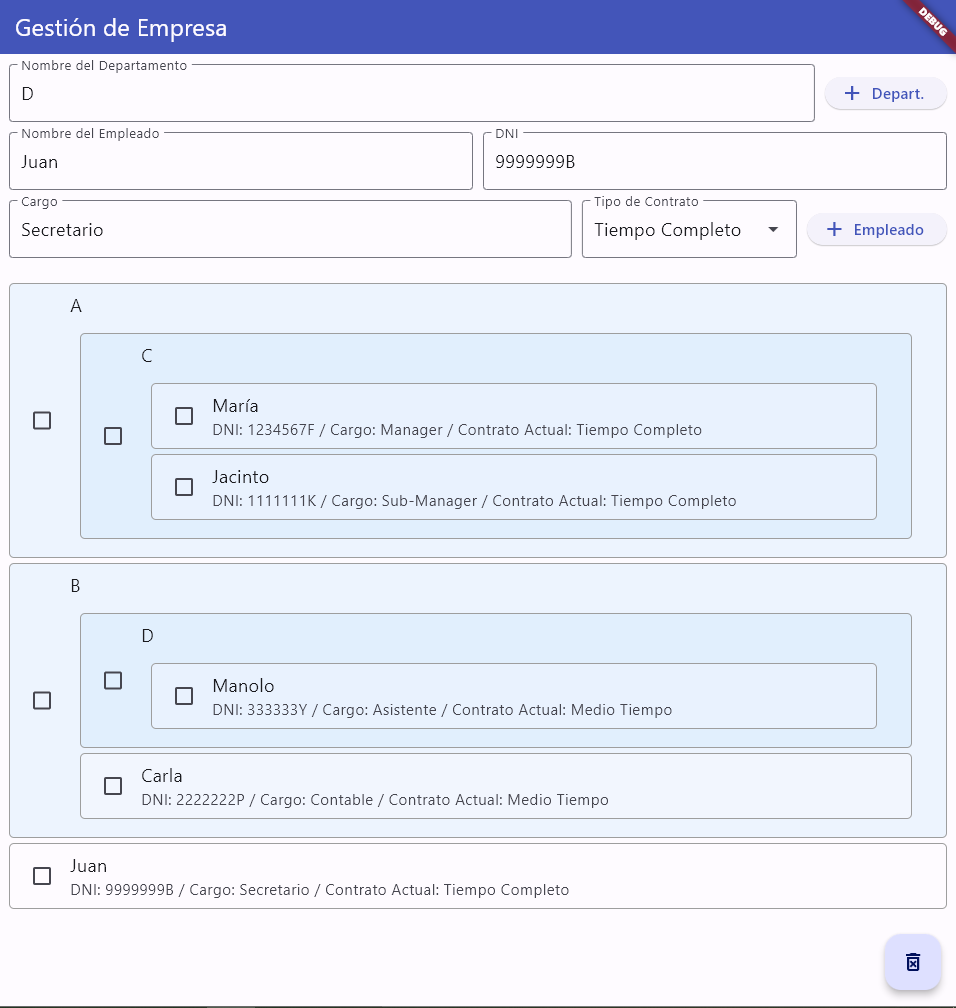 Gestión de Empresa
DEBUG
Nombre del Departamento
D
+ Depart.
Nombre del Empleado
Juan
DNI
9999999B
Cargo
Secretario
Tipo de Contrato
Tiempo Completo
+ Empleado
A
C
María
DNI: 1234567F / Cargo: Manager / Contrato Actual: Tiempo Completo
Jacinto
DNI: 1111111K / Cargo: Sub-Manager / Contrato Actual: Tiempo Completo
B
D
Manolo
DNI: 333333Y / Cargo: Asistente / Contrato Actual: Medio Tiempo
Carla
DNI: 2222222P / Cargo: Contable / Contrato Actual: Medio Tiempo
Juan
DNI: 9999999B / Cargo: Secretario / Contrato Actual: Tiempo Completo